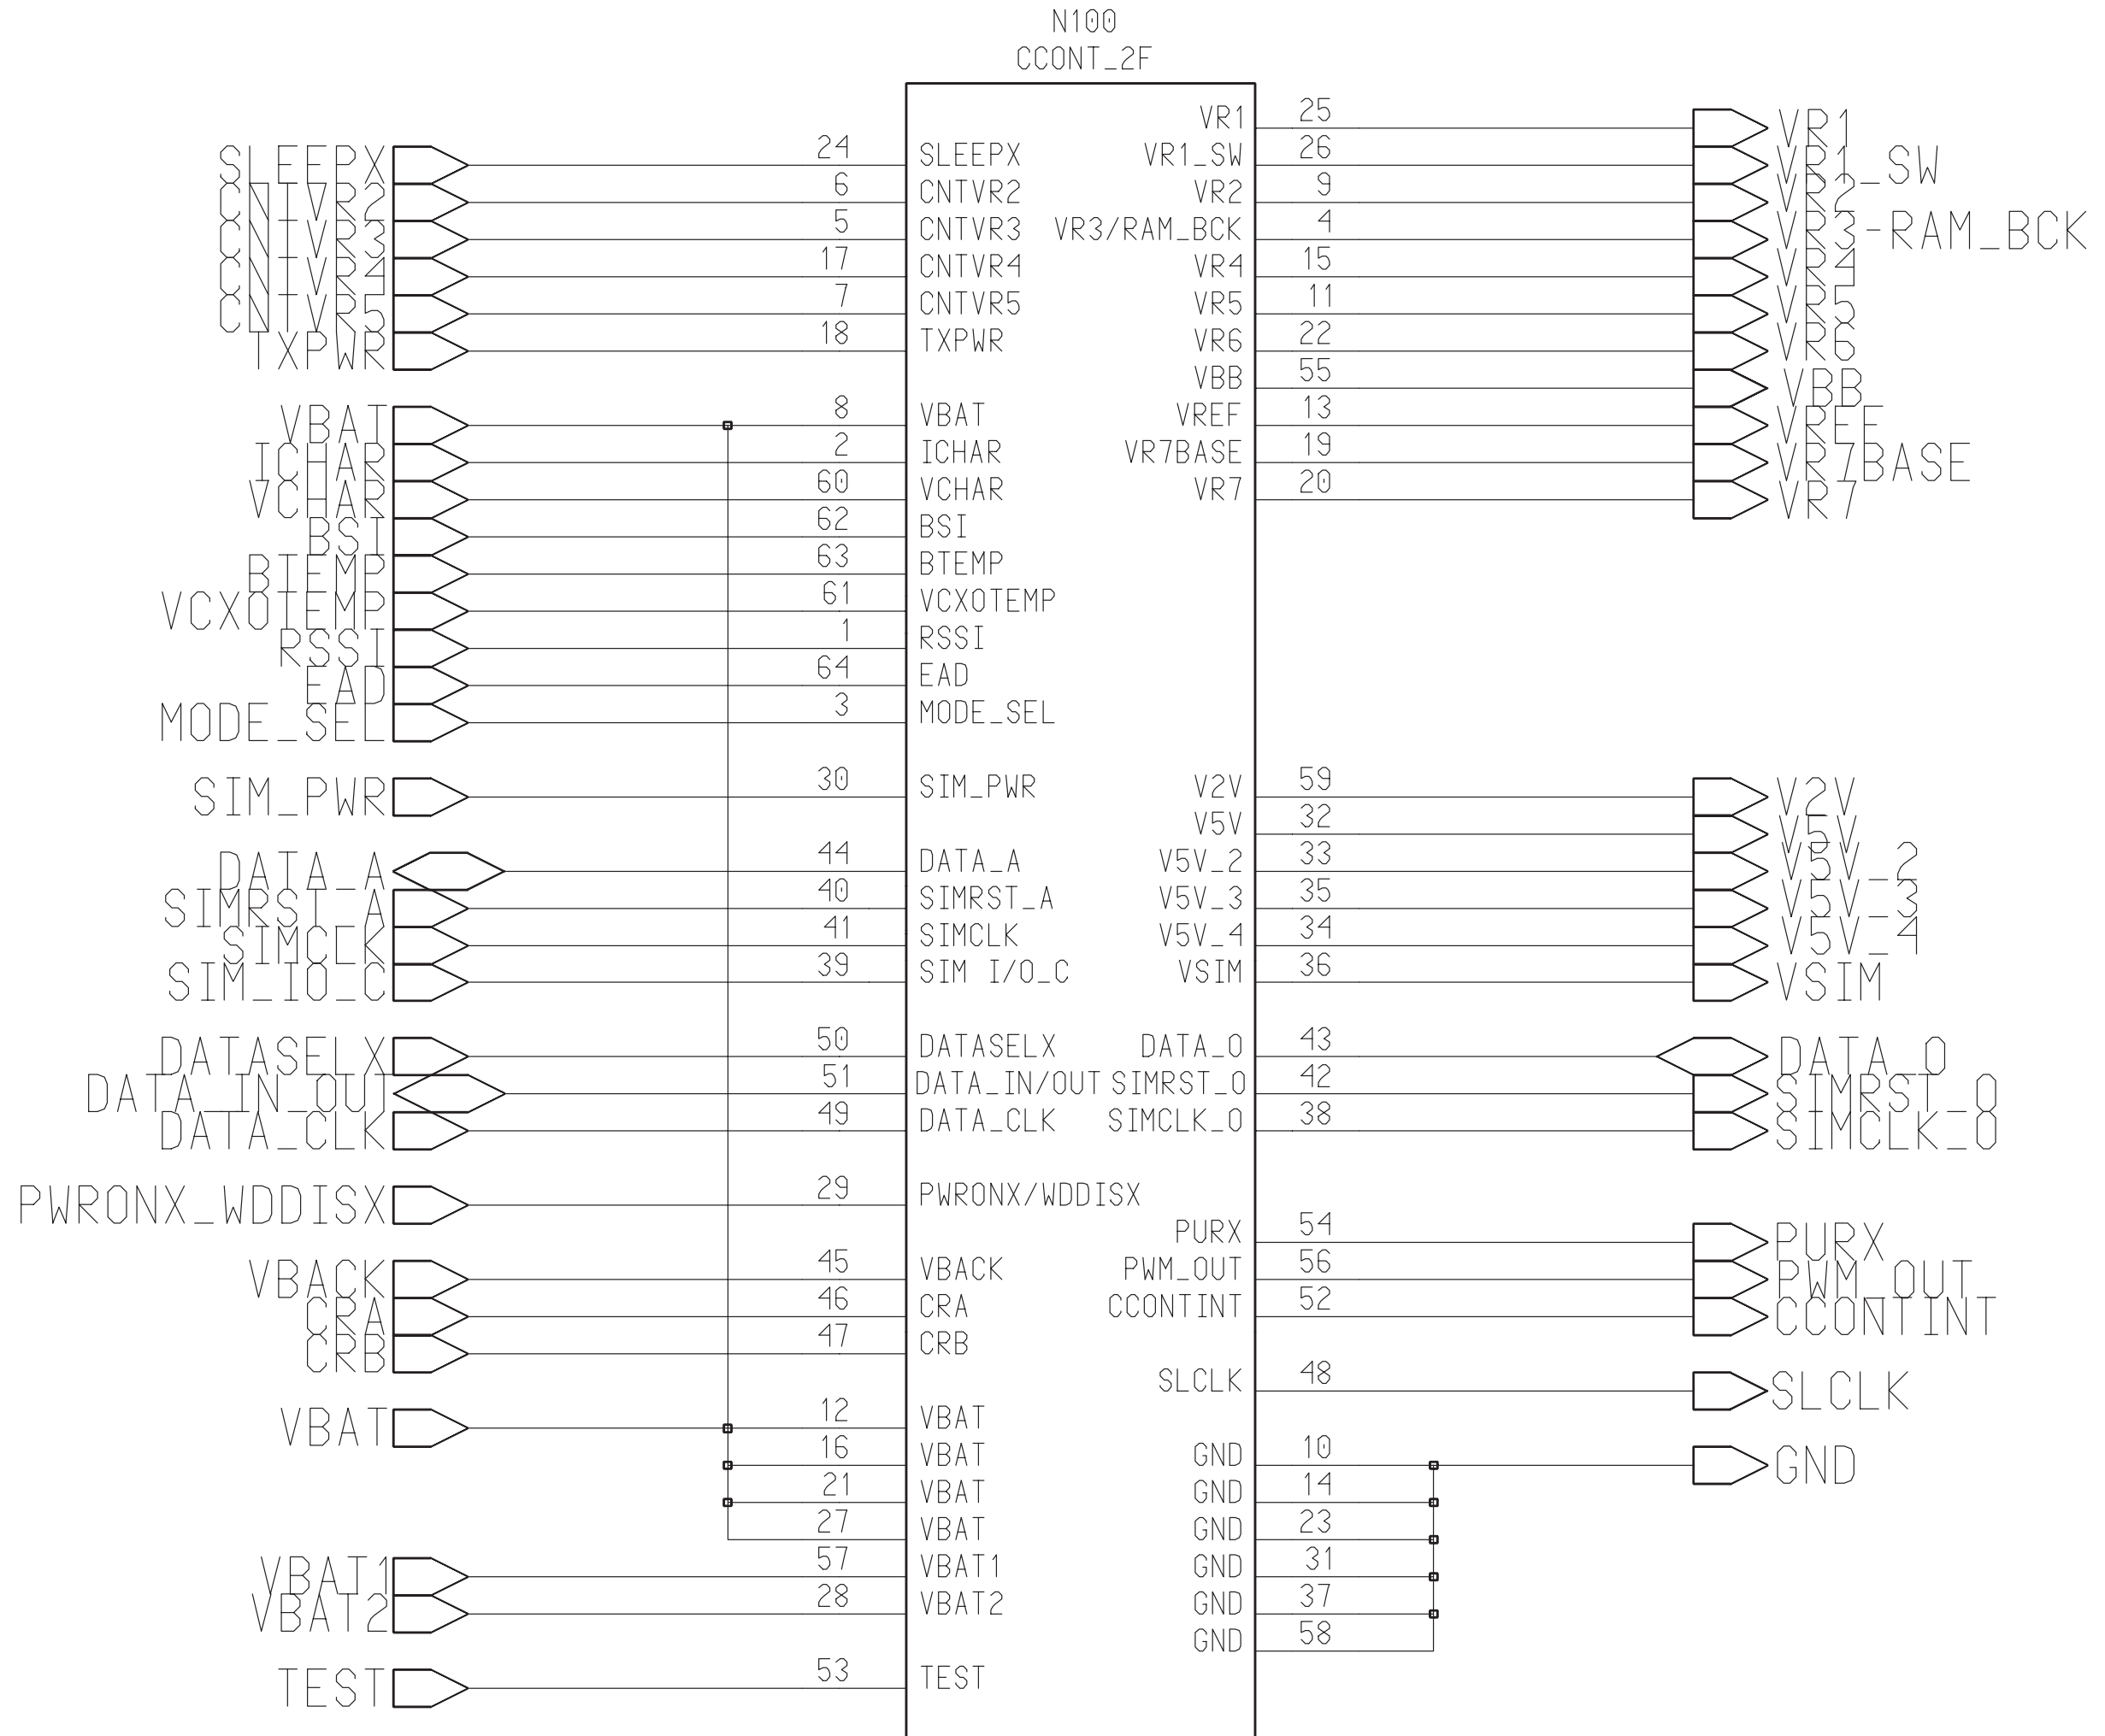 N100
CCONT_2F
VR1 25 VR1
SLEEPX 24 SLEEPX VR1_SW 26 VR1_SW
CNTVR2 6 CNTVR2 VR2 9 VR2
CNTVR3 5 CNTVR3 VR3/RAM_BCK 4 VR3-RAM_BCK
CNTVR4 17 CNTVR4 VR4 15 VR4
CNTVR5 7 CNTVR5 VR5 11 VR5
TXPWR 18 TXPWR VR6 22 VR6
VBB 55 VBB
VBAT 8 VBAT VREF 13 VREF
ICHAR 2 ICHAR VR7BASE 19 VR7BASE
VCHAR 60 VCHAR VR7 20 VR7
BSI 62 BSI
BTEMP 63 BTEMP
VCXOTEMP 61 VCXOTEMP
RSSI 1 RSSI
EAD 64 EAD
MODE_SEL 3 MODE_SEL
SIM_PWR 30 SIM_PWR V2V 59 V2V
V5V 32 V5V
DATA_A 44 DATA_A V5V_2 33 V5V_2
SIMRST_A 40 SIMRST_A V5V_3 35 V5V_3
SIMCLK 41 SIMCLK V5V_4 34 V5V_4
SIM_IO_C 39 SIM I/O_C VSIM 36 VSIM
DATASELX 50 DATASELX DATA_O 43 DATA_O
DATA_IN_OUT 51 DATA_IN/OUT SIMRST_O 42 SIMRST_O
DATA_CLK 49 DATA_CLK SIMCLK_O 38 SIMCLK_O
PWRONX_WDDISX 29 PWRONX/WDDISX
PURX 54 PURX
VBACK 45 VBACK PWM_OUT 56 PWM_OUT
CRA 46 CRA CCONTINT 52 CCONTINT
CRB 47 CRB
SLCLK 48 SLCLK
VBAT 12 VBAT
16 VBAT GND 10 GND
21 VBAT GND 14
27 VBAT GND 23
VBAT1 57 VBAT1 GND 31
VBAT2 28 VBAT2 GND 37
GND 58
TEST 53 TEST